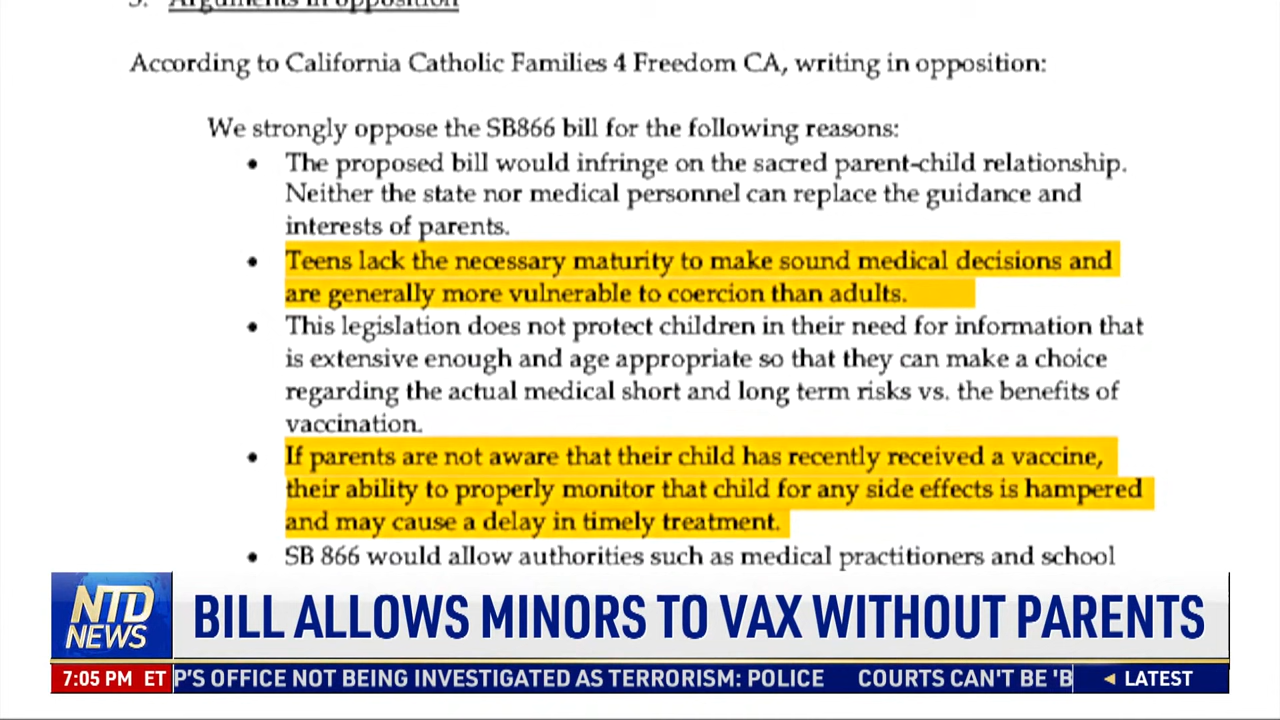 3. Arguments in opposition
According to California Catholic Families 4 Freedom CA, writing in opposition:
We strongly oppose the SB866 bill for the following reasons:
• The proposed bill would infringe on the sacred parent-child relationship.
Neither the state nor medical personnel can replace the guidance and
interests of parents.
• Teens lack the necessary maturity to make sound medical decisions and
are generally more vulnerable to coercion than adults.
• This legislation does not protect children in their need for information that
is extensive enough and age appropriate so that they can make a choice
regarding the actual medical short and long term risks vs. the benefits of
vaccination.
• If parents are not aware that their child has recently received a vaccine,
their ability to properly monitor that child for any side effects is hampered
and may cause a delay in timely treatment.
• SB 866 would allow authorities such as medical practitioners and school
NTD
NEWS
BILL ALLOWS MINORS TO VAX WITHOUT PARENTS
7:05 PM ET P'S OFFICE NOT BEING INVESTIGATED AS TERRORISM: POLICE COURTS CAN'T BE 'B ◄ LATEST